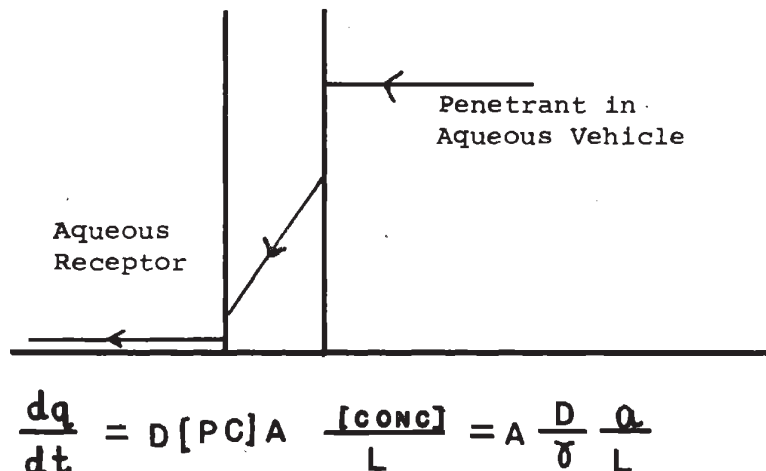 Penetrant in
Aqueous Vehicle
Aqueous
Receptor
dq/dt = D[PC]A [CONC]/L = A D/γ a/L